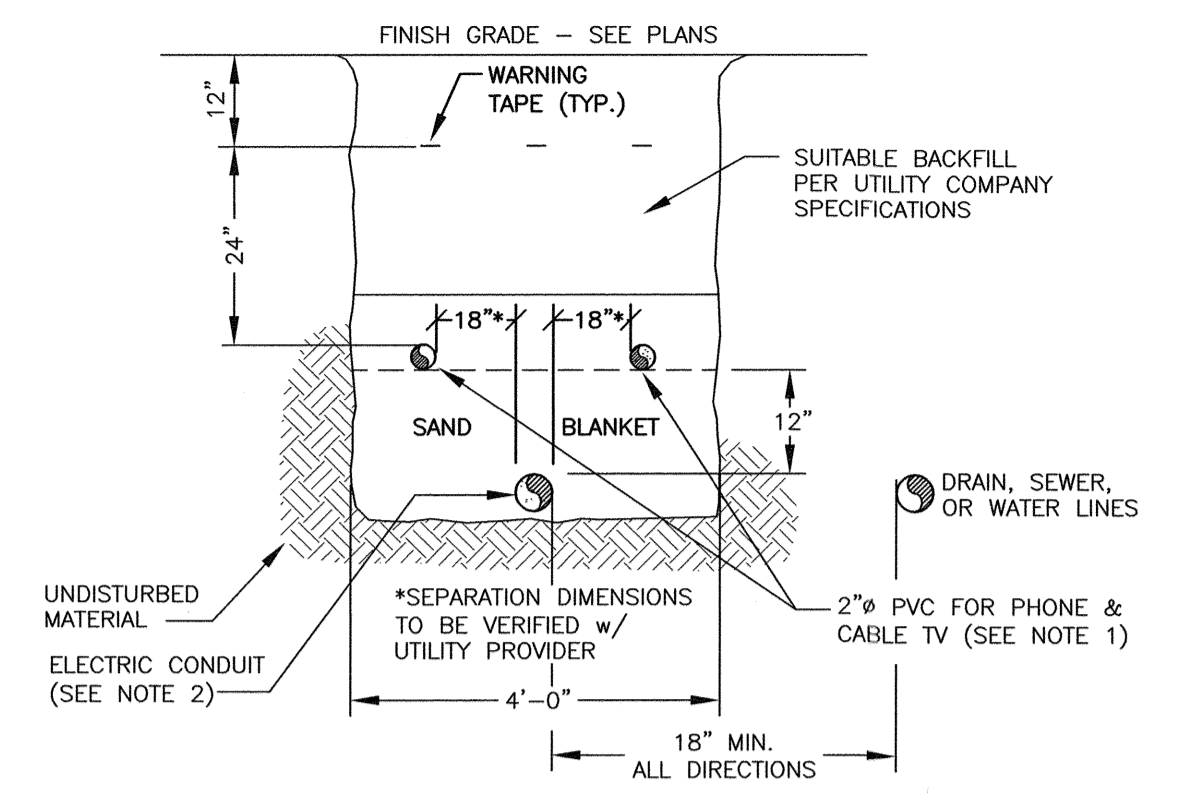 FINISH GRADE – SEE PLANS
12"
WARNING
TAPE (TYP.)
SUITABLE BACKFILL
PER UTILITY COMPANY
SPECIFICATIONS
24"
18"*
18"*
SAND
BLANKET
12"
DRAIN, SEWER,
OR WATER LINES
UNDISTURBED
MATERIAL
*SEPARATION DIMENSIONS
TO BE VERIFIED w/
UTILITY PROVIDER
2"ø PVC FOR PHONE &
CABLE TV (SEE NOTE 1)
ELECTRIC CONDUIT
(SEE NOTE 2)
4'-0"
18" MIN.
ALL DIRECTIONS